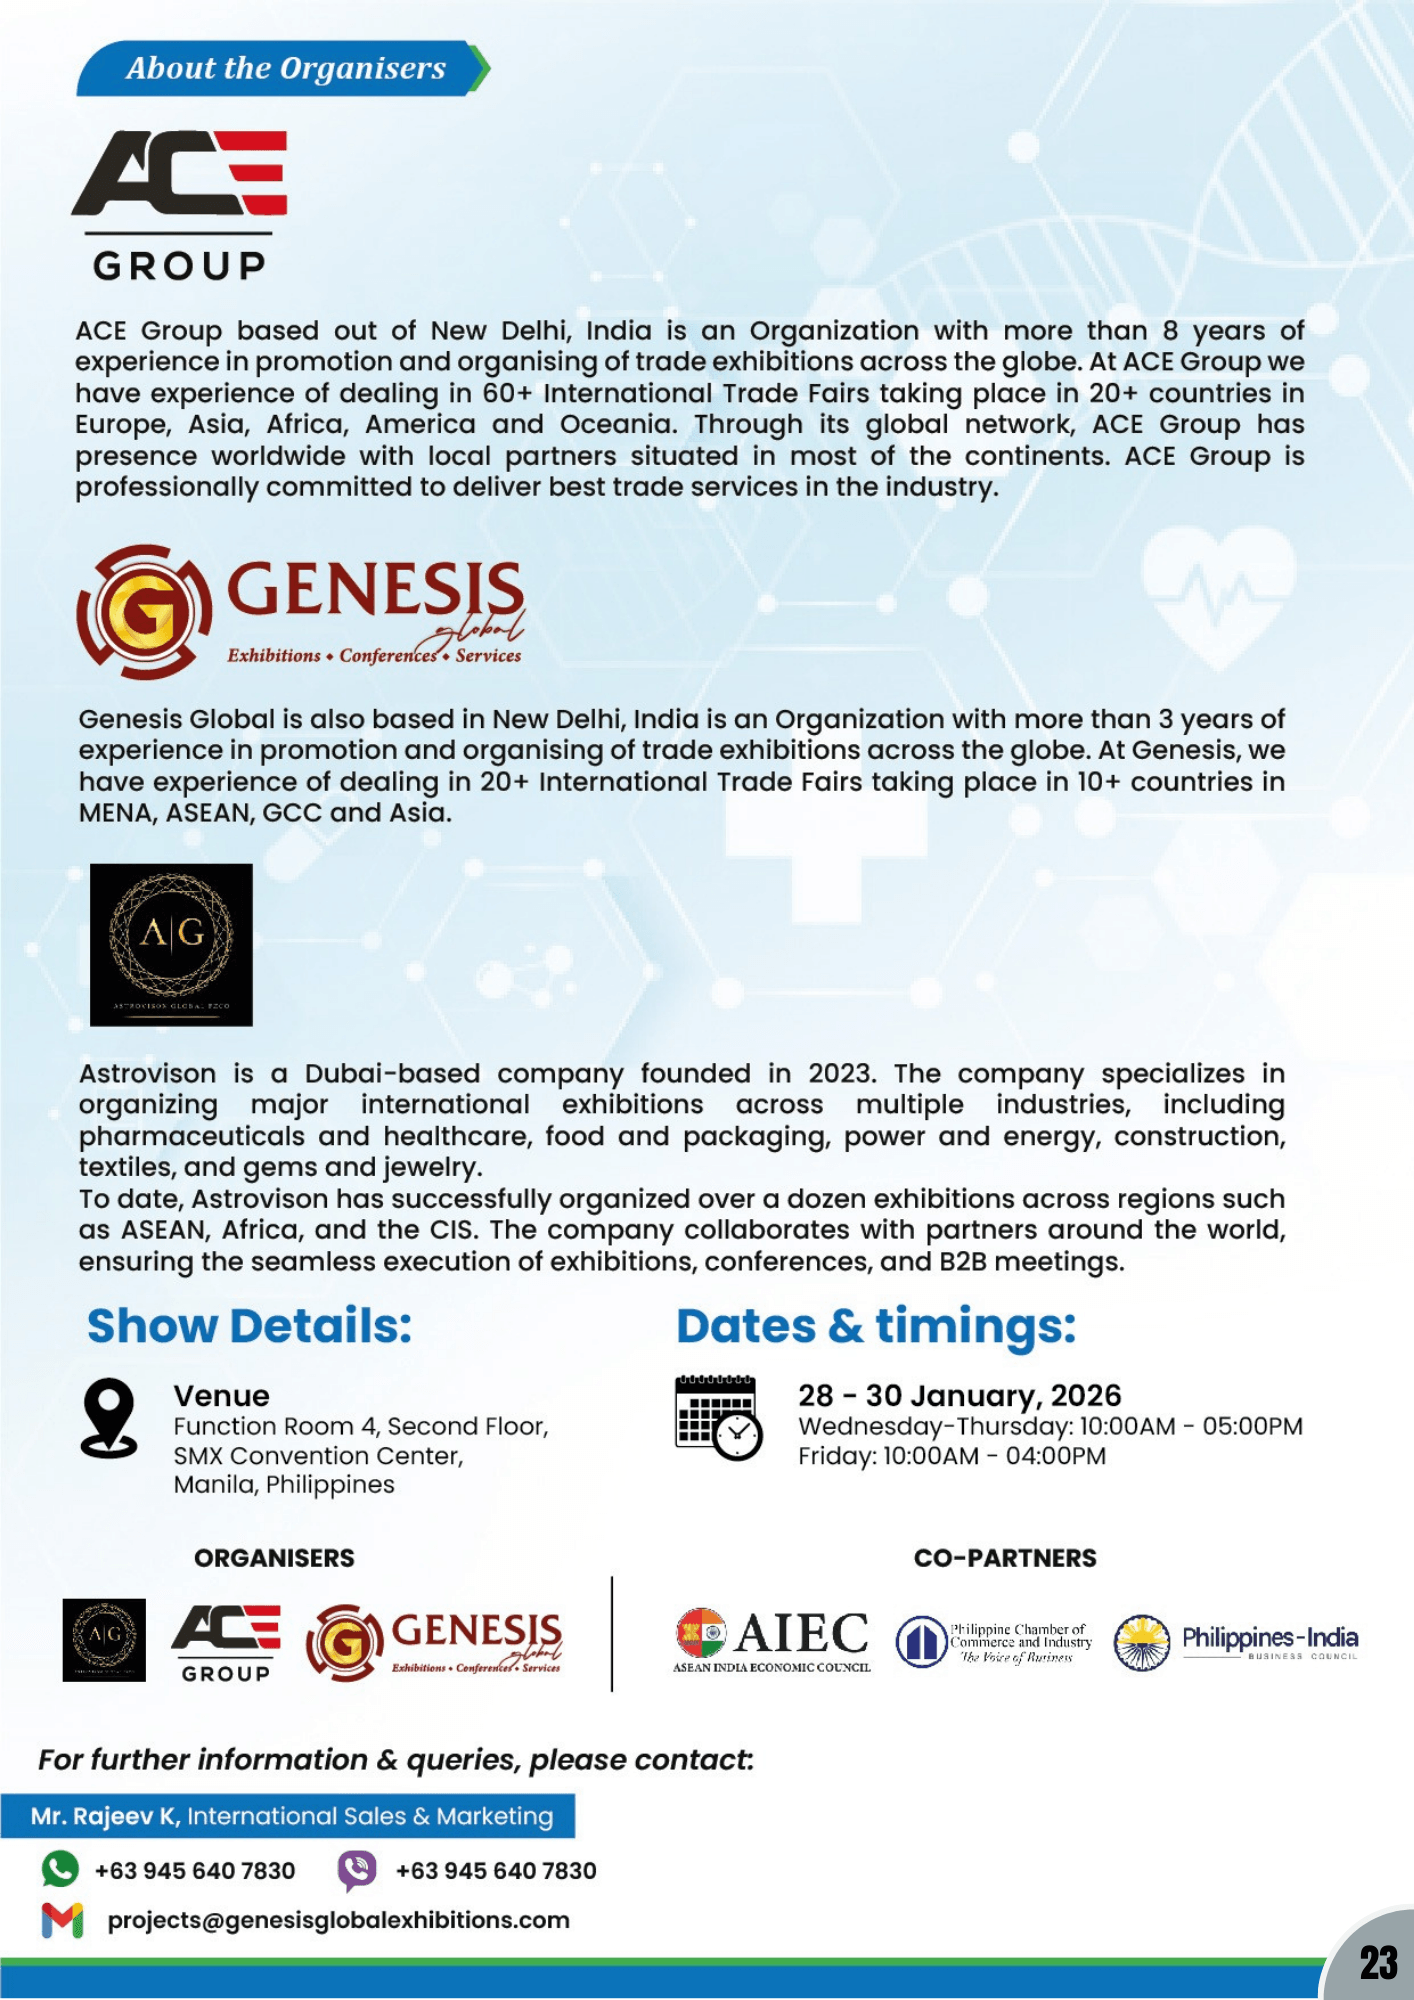 About the Organisers
ACE
GROUP
ACE Group based out of New Delhi, India is an Organization with more than 8 years of
experience in promotion and organising of trade exhibitions across the globe. At ACE Group we
have experience of dealing in 60+ International Trade Fairs taking place in 20+ countries in
Europe, Asia, Africa, America and Oceania. Through its global network, ACE Group has
presence worldwide with local partners situated in most of the continents. ACE Group is
professionally committed to deliver best trade services in the industry.
G GENESIS
global
Exhibitions • Conferences • Services
Genesis Global is also based in New Delhi, India is an Organization with more than 3 years of
experience in promotion and organising of trade exhibitions across the globe. At Genesis, we
have experience of dealing in 20+ International Trade Fairs taking place in 10+ countries in
MENA, ASEAN, GCC and Asia.
A|G
ASTROVISON GLOBAL FZCO
Astrovison is a Dubai-based company founded in 2023. The company specializes in
organizing major international exhibitions across multiple industries, including
pharmaceuticals and healthcare, food and packaging, power and energy, construction,
textiles, and gems and jewelry.
To date, Astrovison has successfully organized over a dozen exhibitions across regions such
as ASEAN, Africa, and the CIS. The company collaborates with partners around the world,
ensuring the seamless execution of exhibitions, conferences, and B2B meetings.
Show Details:
Venue
Function Room 4, Second Floor,
SMX Convention Center,
Manila, Philippines
Dates & timings:
28 - 30 January, 2026
Wednesday-Thursday: 10:00AM - 05:00PM
Friday: 10:00AM - 04:00PM
ORGANISERS
A|G
ACE
GROUP
G GENESIS
global
Exhibitions • Conferences • Services
CO-PARTNERS
AIEC
ASEAN INDIA ECONOMIC COUNCIL
Philippine Chamber of
Commerce and Industry
The Voice of Business
Philippines-India
BUSINESS COUNCIL
For further information & queries, please contact:
Mr. Rajeev K, International Sales & Marketing
+63 945 640 7830
+63 945 640 7830
projects@genesisglobalexhibitions.com
23